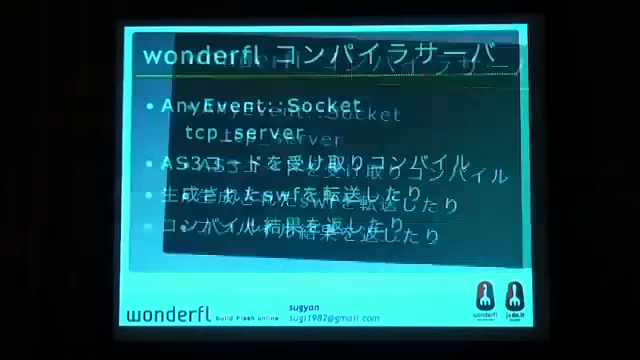 wonderfl コンパイラサーバ
• AnyEvent::Socket
tcp_server
• AS3コードを受け取りコンパイル
• 生成されたswfを転送したり
• コンパイル結果を返したり
wonderfl build Flash online
sugyan
sugi1982@gmail.com
wonderfl
jsdo.it